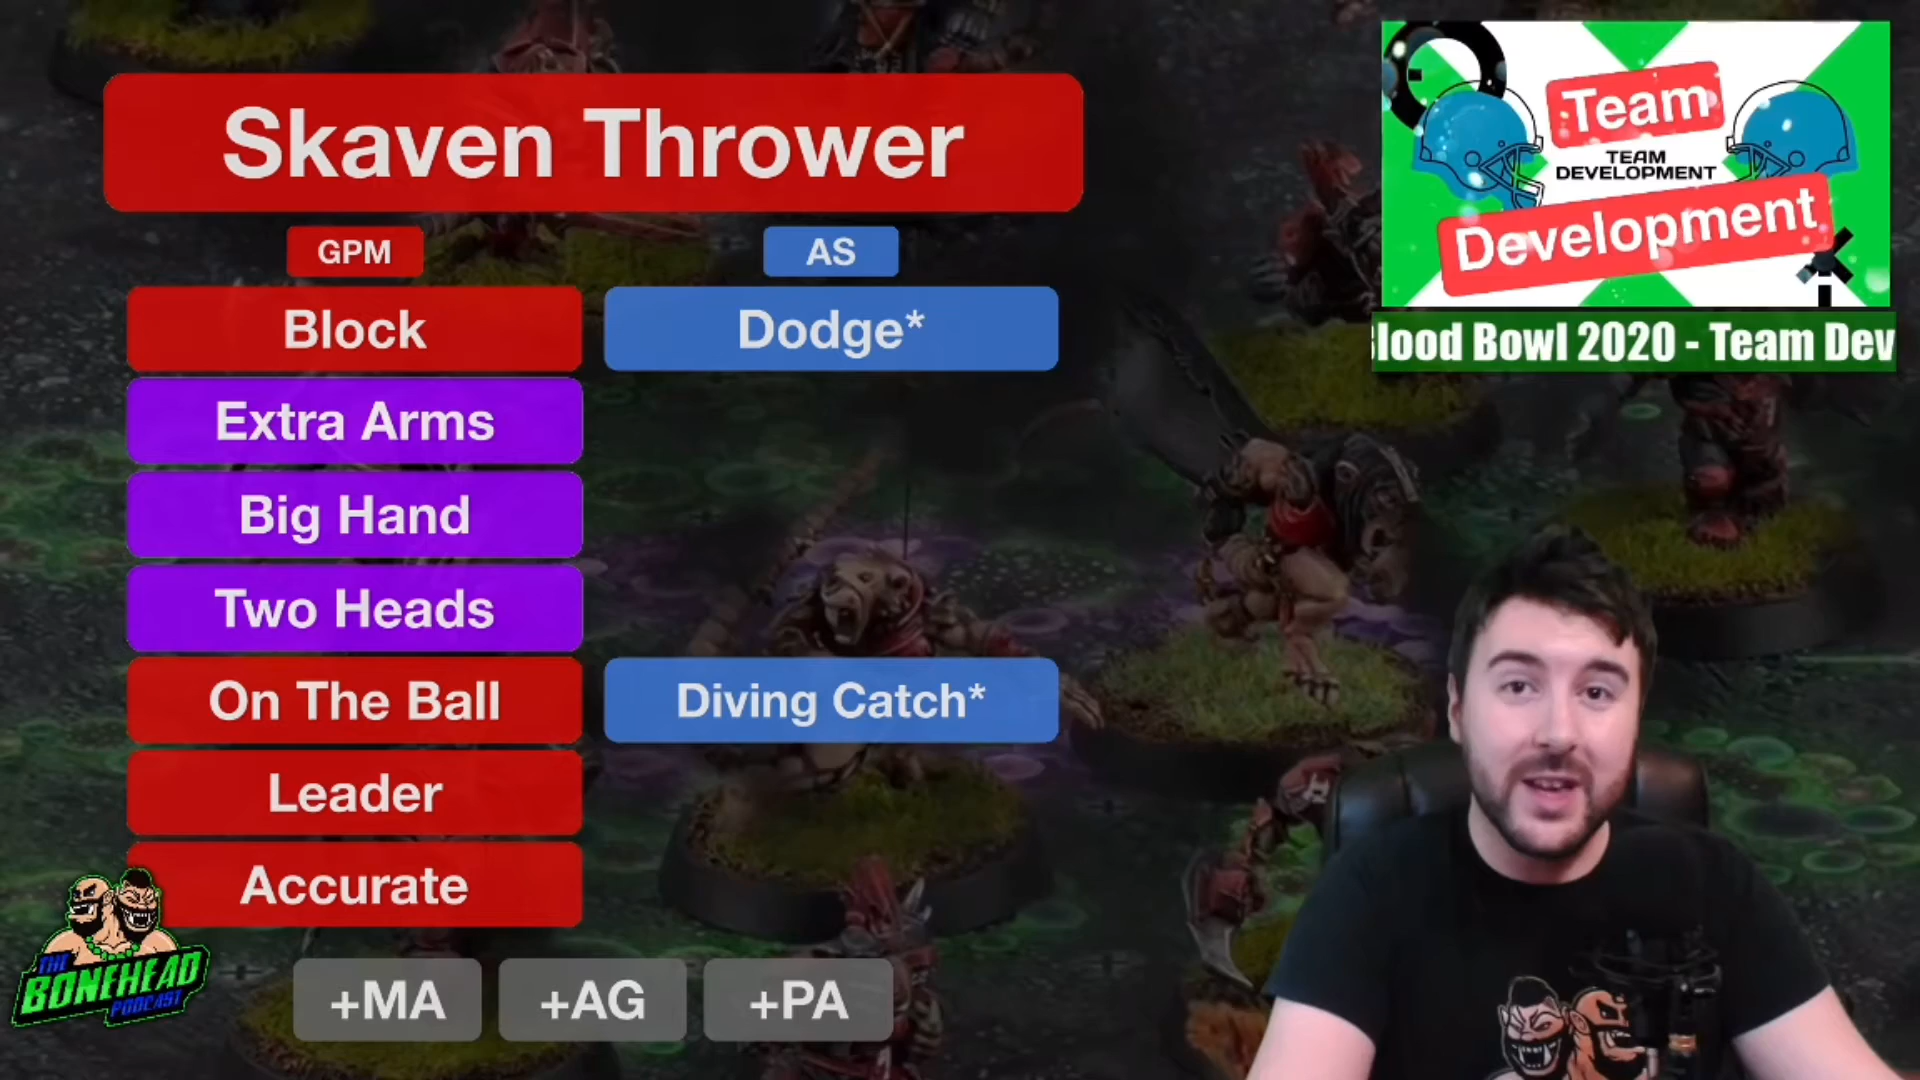 Skaven Thrower
GPM
AS
Block
Dodge*
Extra Arms
Big Hand
Two Heads
On The Ball
Diving Catch*
Leader
Accurate
+MA
+AG
+PA
THE
BONEHEAD
PODCAST
Team
TEAM
DEVELOPMENT
Development
lood Bowl 2020 - Team Dev